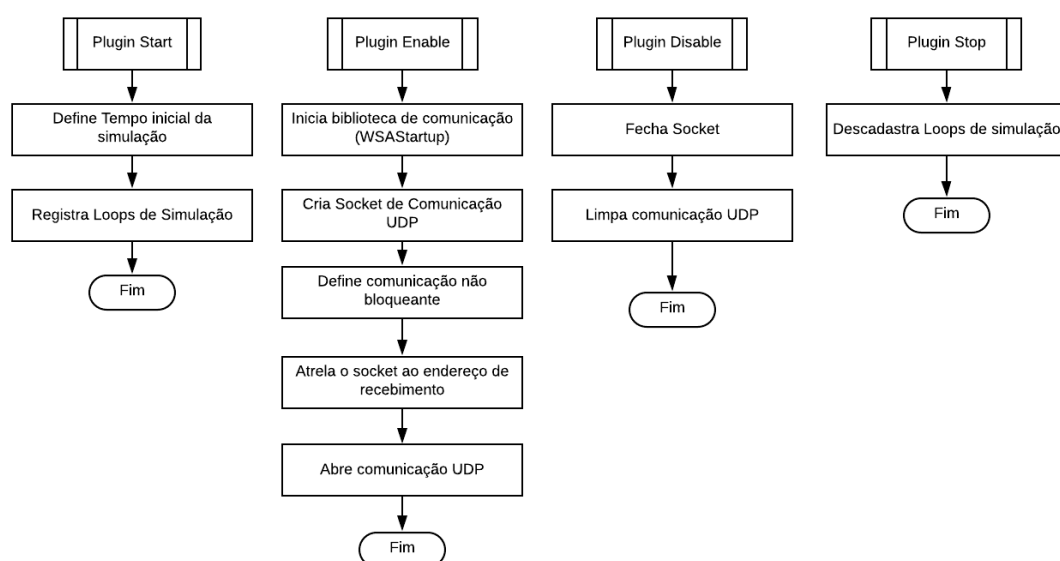 Plugin Start
Define Tempo inicial da
simulação
Registra Loops de Simulação
Fim
Plugin Enable
Inicia biblioteca de comunicação
(WSAStartup)
Cria Socket de Comunicação
UDP
Define comunicação não
bloqueante
Atrela o socket ao endereço de
recebimento
Abre comunicação UDP
Fim
Plugin Disable
Fecha Socket
Limpa comunicação UDP
Fim
Plugin Stop
Descadastra Loops de simulação
Fim